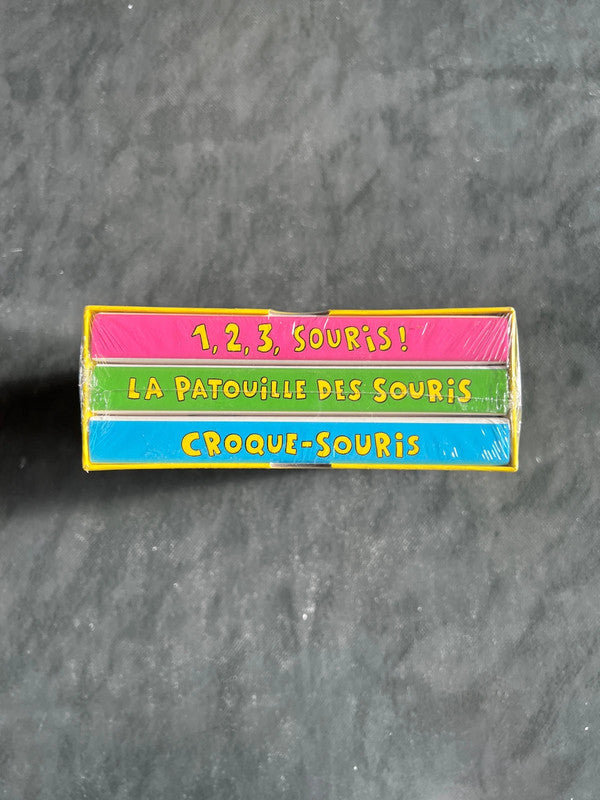 1, 2, 3, SOURiS !
LA PATOUiLLE DES SOURiS
CROQUE-SOURiS